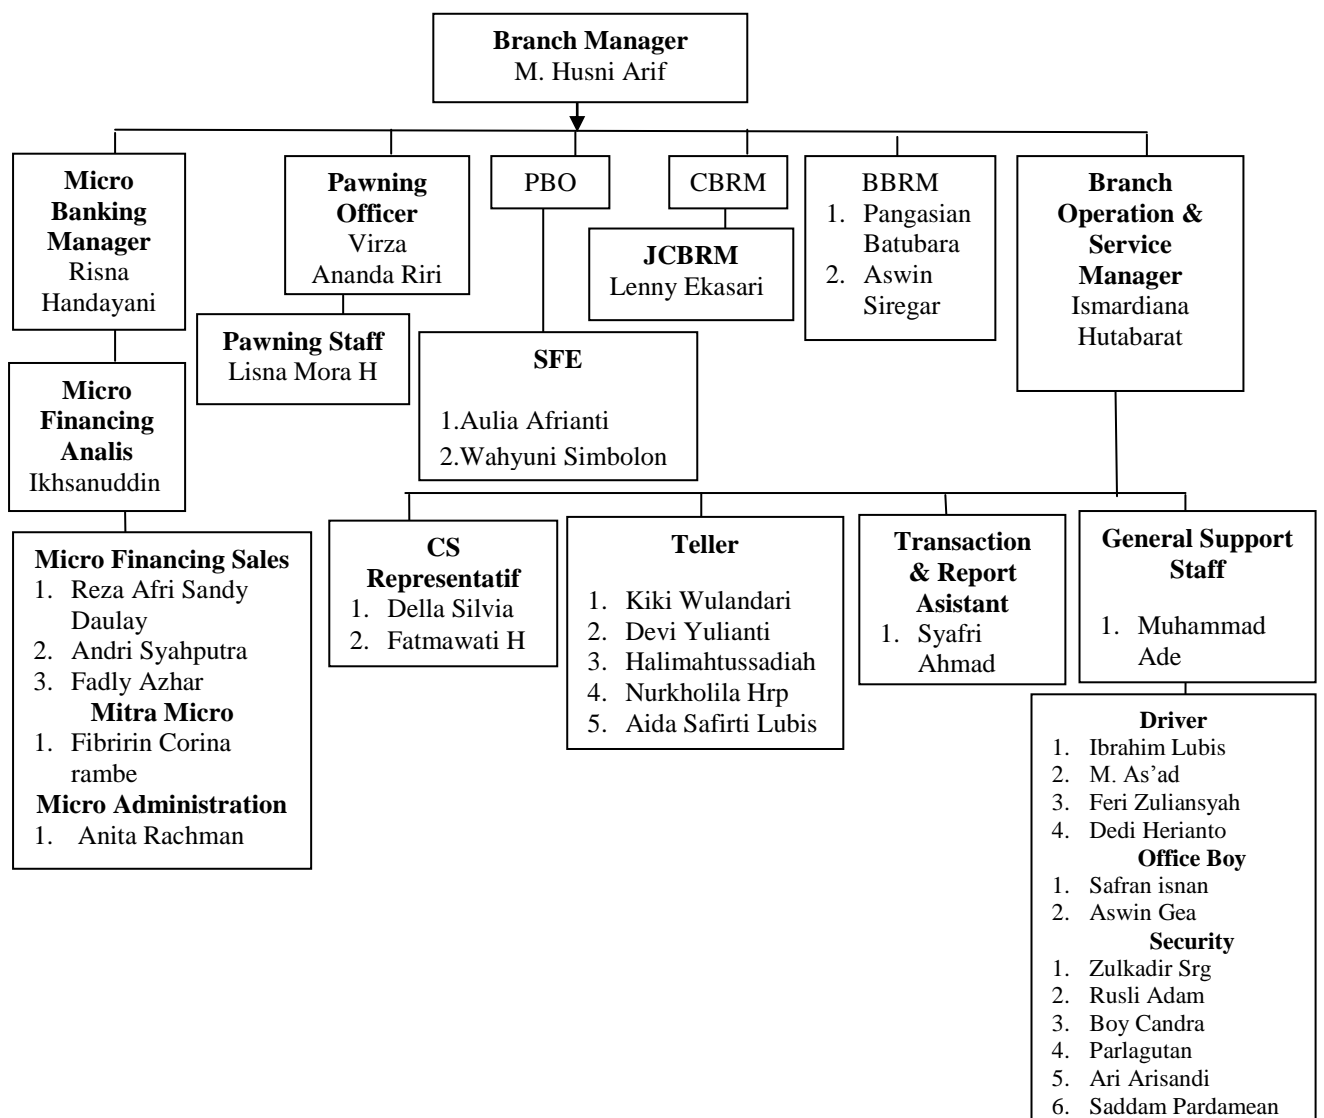 Branch Manager
M. Husni Arif
Micro
Banking
Manager
Risna
Handayani
Pawning
Officer
Virza
Ananda Riri
PBO
CBRM
BBRM
1. Pangasian
Batubara
2. Aswin
Siregar
Branch
Operation &
Service
Manager
Ismardiana
Hutabarat
JCBRM
Lenny Ekasari
Pawning Staff
Lisna Mora H
SFE
1.Aulia Afrianti
2.Wahyuni Simbolon
Micro
Financing
Analis
Ikhsanuddin
Micro Financing Sales
1. Reza Afri Sandy
Daulay
2. Andri Syahputra
3. Fadly Azhar
Mitra Micro
1. Fibririn Corina
rambe
Micro Administration
1. Anita Rachman
CS
Representatif
1. Della Silvia
2. Fatmawati H
Teller
1. Kiki Wulandari
2. Devi Yulianti
3. Halimahtussadiah
4. Nurkholila Hrp
5. Aida Safirti Lubis
Transaction
& Report
Asistant
1. Syafri
Ahmad
General Support
Staff
1. Muhammad
Ade
Driver
1. Ibrahim Lubis
2. M. As’ad
3. Feri Zuliansyah
4. Dedi Herianto
Office Boy
1. Safran isnan
2. Aswin Gea
Security
1. Zulkadir Srg
2. Rusli Adam
3. Boy Candra
4. Parlagutan
5. Ari Arisandi
6. Saddam Pardamean